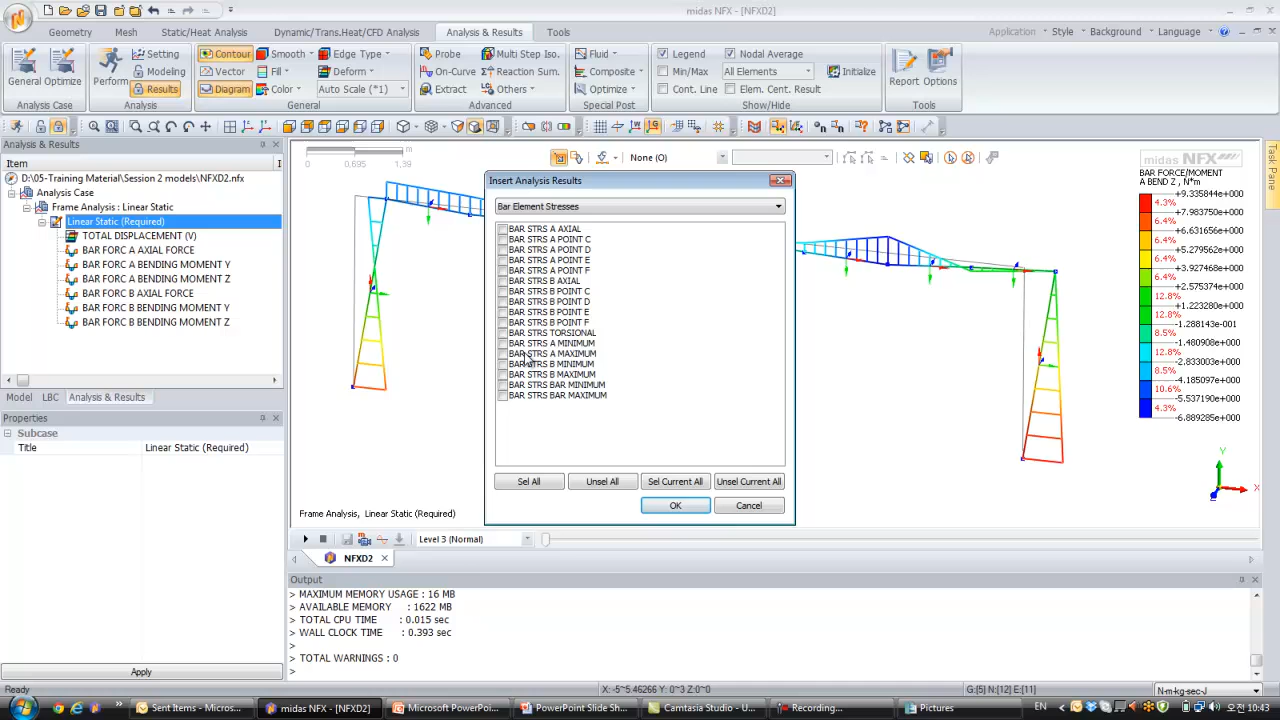 midas NFX - [NFXD2]
Geometry Mesh Static/Heat Analysis Dynamic/Trans.Heat/CFD Analysis Analysis & Results Tools
Application Style Background Language
General Optimize
Analysis Case
Perform
Setting
Modeling
Results
Analysis
Contour Smooth Edge Type
Vector Fill Deform
Diagram Color Auto Scale (*1)
General
Probe Multi Step Iso.
On-Curve Reaction Sum.
Extract Others
Advanced
Fluid
Composite
Optimize
Special Post
Legend Nodal Average
Min/Max All Elements Initialize
Cont. Line Elem. Cent. Result
Show/Hide
Report Options
Tools
Analysis & Results
Item
D:\05-Training Material\Session 2 models\NFXD2.nfx
Analysis Case
Frame Analysis : Linear Static
Linear Static (Required)
TOTAL DISPLACEMENT (V)
BAR FORC A AXIAL FORCE
BAR FORC A BENDING MOMENT Y
BAR FORC A BENDING MOMENT Z
BAR FORC B AXIAL FORCE
BAR FORC B BENDING MOMENT Y
BAR FORC B BENDING MOMENT Z
Model LBC Analysis & Results
Properties
Subcase
Title Linear Static (Required)
Apply
m
0 0,695 1,39
None (O)
Insert Analysis Results
Bar Element Stresses
BAR STRS A AXIAL
BAR STRS A POINT C
BAR STRS A POINT D
BAR STRS A POINT E
BAR STRS A POINT F
BAR STRS B AXIAL
BAR STRS B POINT C
BAR STRS B POINT D
BAR STRS B POINT E
BAR STRS B POINT F
BAR STRS TORSIONAL
BAR STRS A MINIMUM
BAR STRS A MAXIMUM
BAR STRS B MINIMUM
BAR STRS B MAXIMUM
BAR STRS BAR MINIMUM
BAR STRS BAR MAXIMUM
Sel All Unsel All Sel Current All Unsel Current All
OK Cancel
midas NFX
BAR FORCE/MOMENT
A BEND Z , N*m
+9.335844e+000
4.3%
+7.983750e+000
6.4%
+6.631656e+000
6.4%
+5.279562e+000
6.4%
+3.927468e+000
6.4%
+2.575374e+000
12.8%
+1.223280e+000
12.8%
-1.288143e-001
8.5%
-1.480908e+000
12.8%
-2.833003e+000
12.8%
-4.185097e+000
10.6%
-5.537190e+000
4.3%
-6.889285e+000
Task Pane
Y
X
Frame Analysis, Linear Static (Required)
Level 3 (Normal)
NFXD2
Output
> MAXIMUM MEMORY USAGE : 16 MB
> AVAILABLE MEMORY : 1622 MB
> TOTAL CPU TIME : 0.015 sec
> WALL CLOCK TIME : 0.393 sec
>
> TOTAL WARNINGS : 0
>
Ready
X: -5~5.46266 Y: 0~3 Z:0~0
G:[5] N:[12] E:[11]
N-m-kg-sec-J
Sent Items - Micros...
midas NFX - [NFXD2]
Microsoft PowerPoi...
PowerPoint Slide Sh...
Camtasia Studio - U...
Recording...
Pictures
EN
오전 10:43